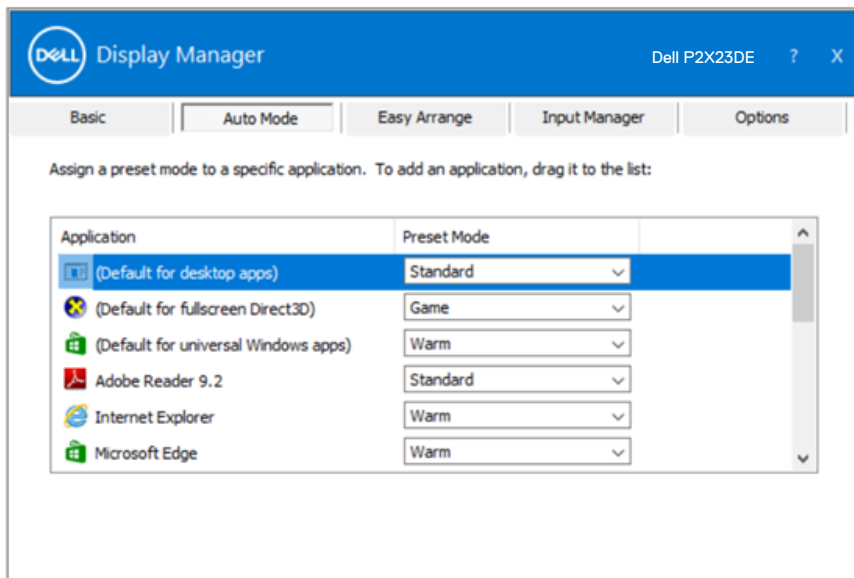 DELL Display Manager Dell P2X23DE ? X
Basic Auto Mode Easy Arrange Input Manager Options
Assign a preset mode to a specific application. To add an application, drag it to the list:
Application Preset Mode
(Default for desktop apps) Standard
(Default for fullscreen Direct3D) Game
(Default for universal Windows apps) Warm
Adobe Reader 9.2 Standard
Internet Explorer Warm
Microsoft Edge Warm